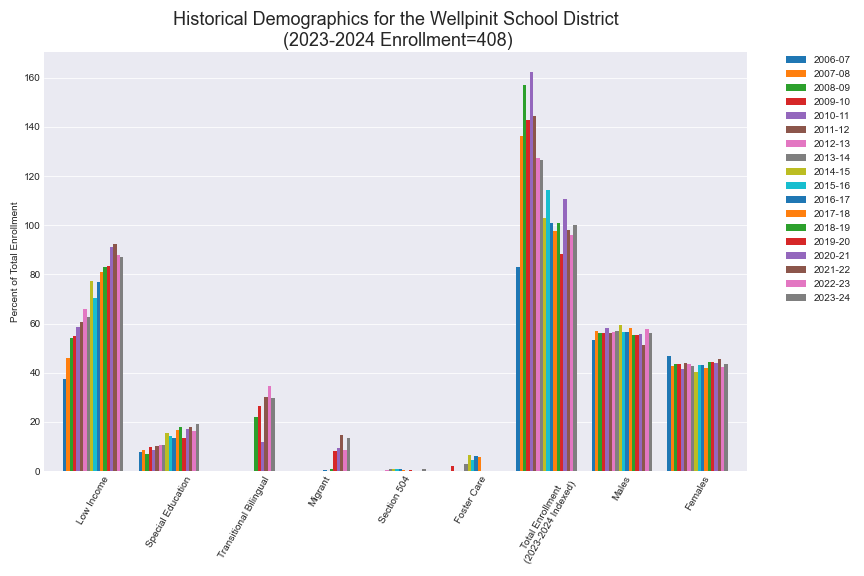 Historical Demographics for the Wellpinit School District
(2023-2024 Enrollment=408)
Percent of Total Enrollment
160
140
120
100
80
60
40
20
0
Low Income
Special Education
Transitional Bilingual
Migrant
Section 504
Foster Care
Total Enrollment
(2023-2024 Indexed)
Males
Females
2006-07
2007-08
2008-09
2009-10
2010-11
2011-12
2012-13
2013-14
2014-15
2015-16
2016-17
2017-18
2018-19
2019-20
2020-21
2021-22
2022-23
2023-24